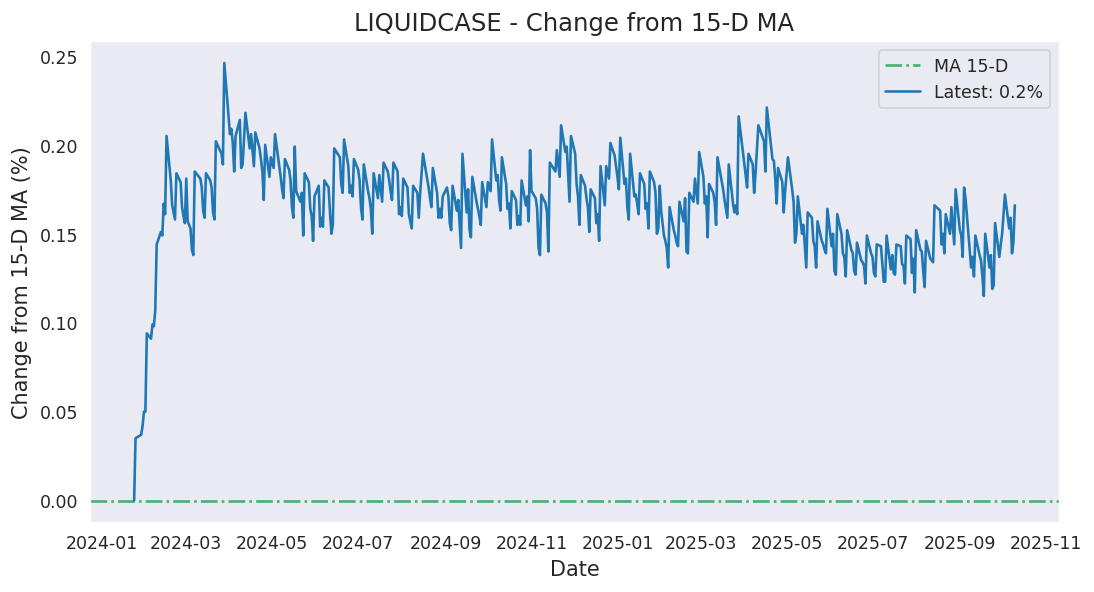 LIQUIDCASE - Change from 15-D MA
MA 15-D
Latest: 0.2%
Change from 15-D MA (%)
0.25
0.20
0.15
0.10
0.05
0.00
2024-01 2024-03 2024-05 2024-07 2024-09 2024-11 2025-01 2025-03 2025-05 2025-07 2025-09 2025-11
Date